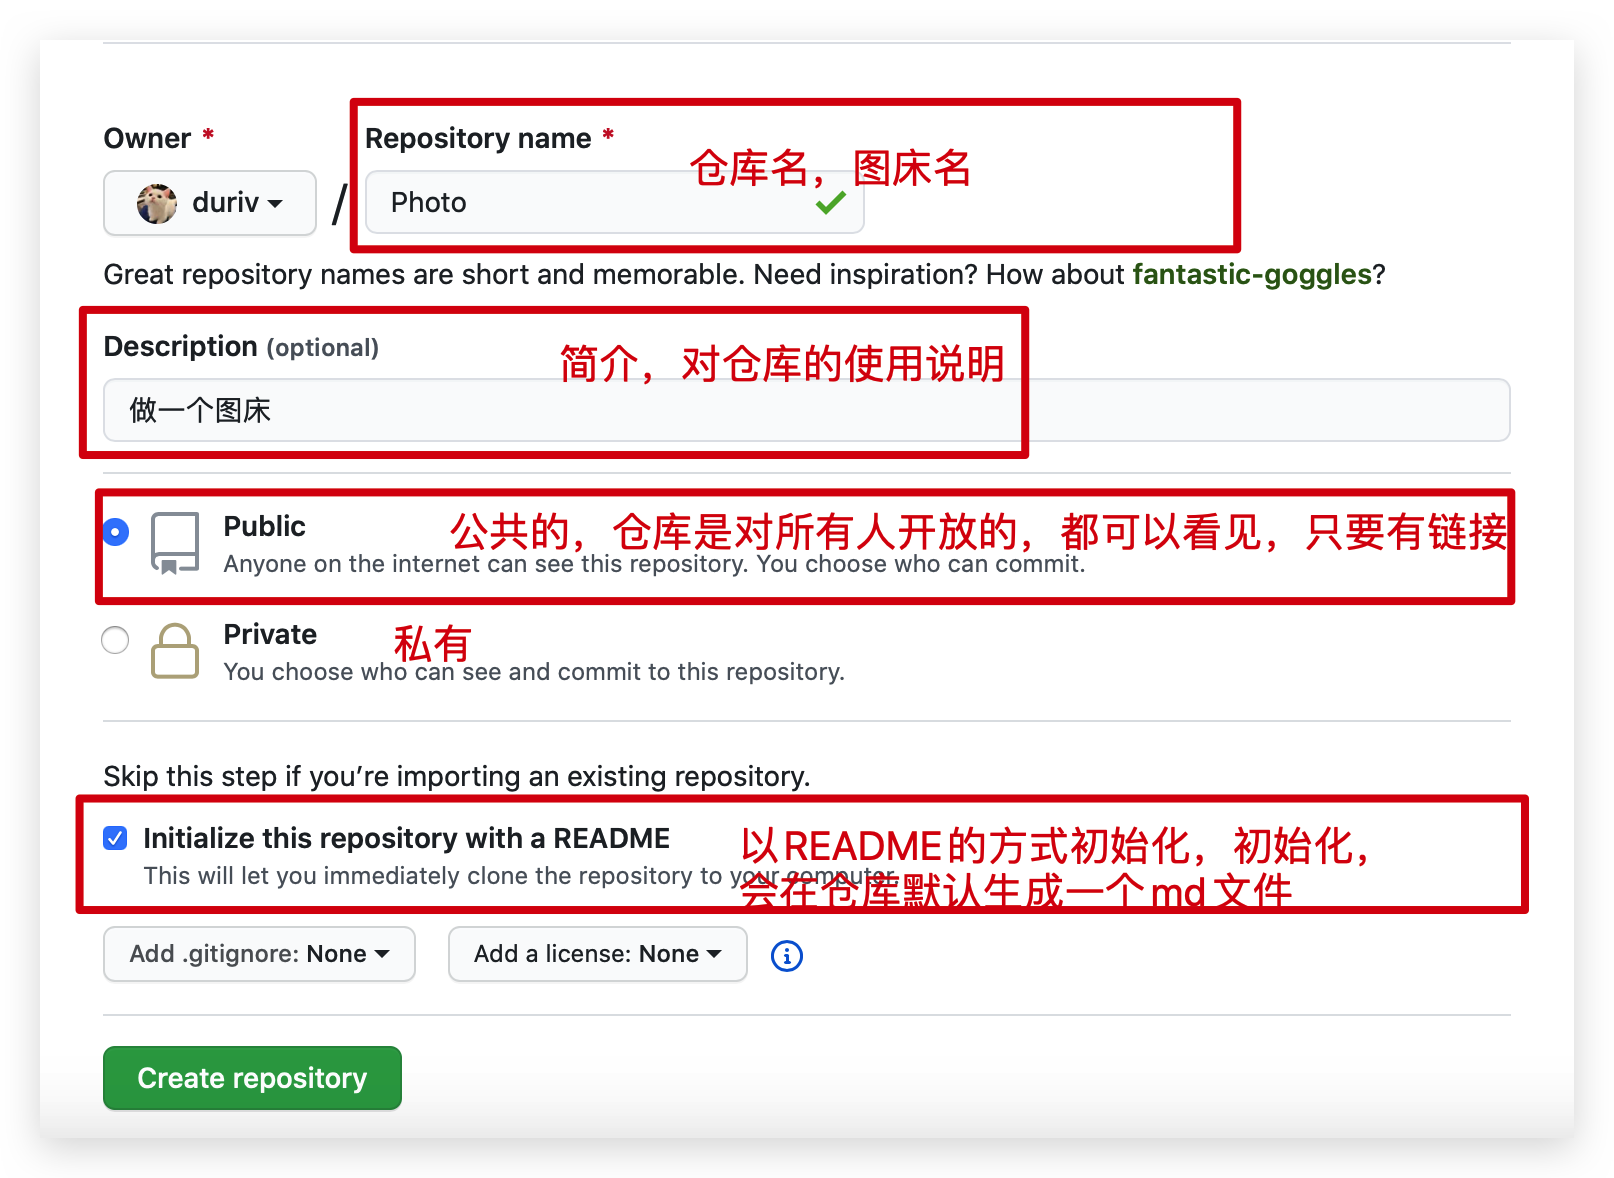 Owner *
Repository name *
仓库名，图床名
duriv
/
Photo
Great repository names are short and memorable. Need inspiration? How about fantastic-goggles?
Description (optional)
简介，对仓库的使用说明
做一个图床
Public
公共的，仓库是对所有人开放的，都可以看见，只要有链接
Anyone on the internet can see this repository. You choose who can commit.
Private
私有
You choose who can see and commit to this repository.
Skip this step if you’re importing an existing repository.
Initialize this repository with a README
以README的方式初始化，初始化，
This will let you immediately clone the repository to your computer.
会在仓库默认生成一个md文件
Add .gitignore: None
Add a license: None
Create repository